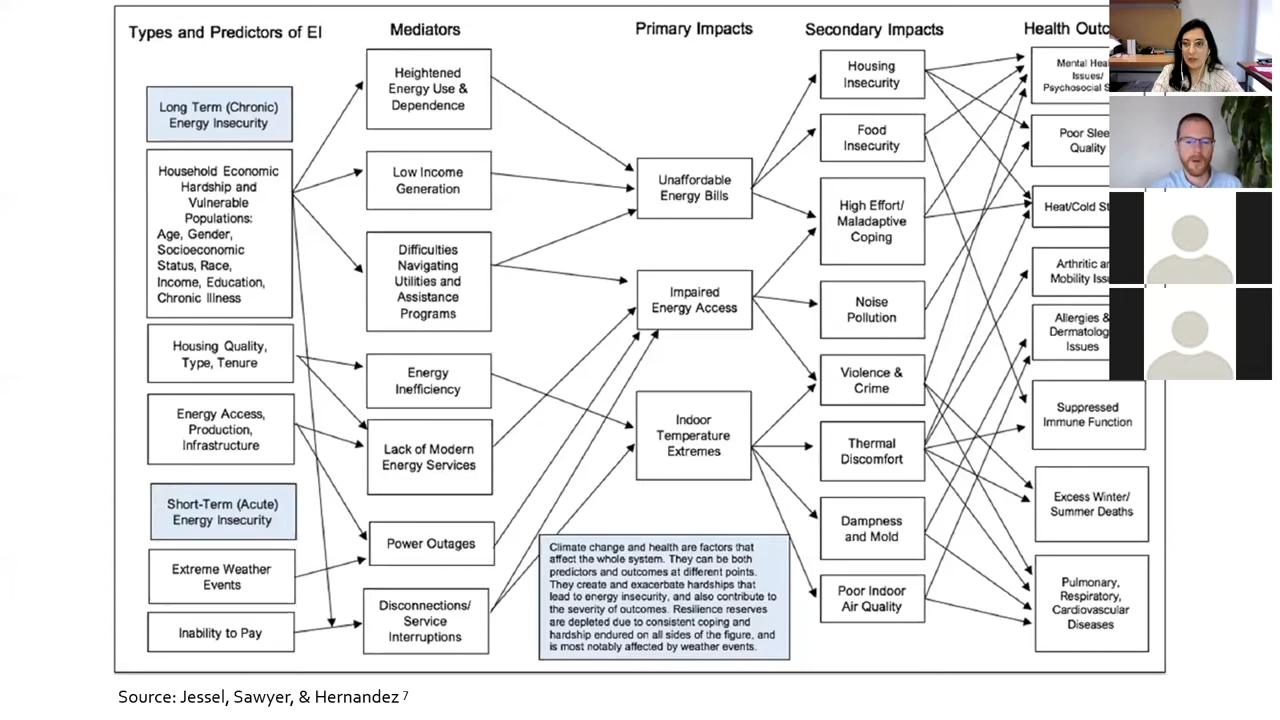 Types and Predictors of EI
Long Term (Chronic)
Energy Insecurity
Household Economic
Hardship and
Vulnerable
Populations:
Age, Gender,
Socioeconomic
Status, Race,
Income, Education,
Chronic Illness
Housing Quality,
Type, Tenure
Energy Access,
Production,
Infrastructure
Short-Term (Acute)
Energy Insecurity
Extreme Weather
Events
Inability to Pay
Mediators
Heightened
Energy Use &
Dependence
Low Income
Generation
Difficulties
Navigating
Utilities and
Assistance
Programs
Energy
Inefficiency
Lack of Modern
Energy Services
Power Outages
Disconnections/
Service
Interruptions
Primary Impacts
Unaffordable
Energy Bills
Impaired
Energy Access
Indoor
Temperature
Extremes
Climate change and health are factors that
affect the whole system. They can be both
predictors and outcomes at different points.
They create and exacerbate hardships that
lead to energy insecurity, and also contribute to
the severity of outcomes. Resilience reserves
are depleted due to consistent coping and
hardship endured on all sides of the figure, and
is most notably affected by weather events.
Secondary Impacts
Housing
Insecurity
Food
Insecurity
High Effort/
Maladaptive
Coping
Noise
Pollution
Violence &
Crime
Thermal
Discomfort
Dampness
and Mold
Poor Indoor
Air Quality
Health
Mental
Issues/
Psychosocial
Poor
Quality
Heat/Cold
Arthritic
Mobility
Allergies &
Issues
Suppressed
Immune Function
Excess Winter/
Summer Deaths
Pulmonary,
Respiratory,
Cardiovascular
Diseases
Source: Jessel, Sawyer, & Hernandez 7